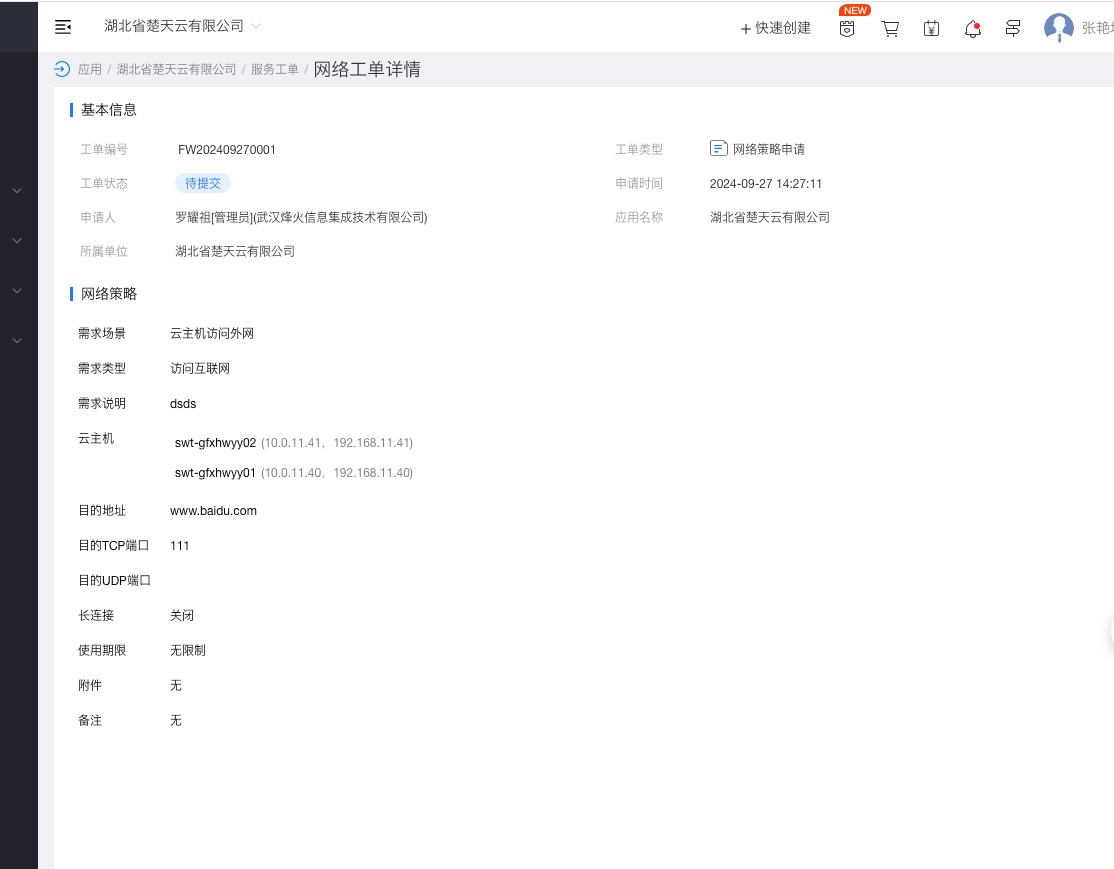 湖北省楚天云有限公司
+ 快速创建
NEW
应用 / 湖北省楚天云有限公司 / 服务工单 / 网络工单详情
基本信息
工单编号 FW202409270001 工单类型 网络策略申请
工单状态 待提交 申请时间 2024-09-27 14:27:11
申请人 罗耀祖[管理员](武汉烽火信息集成技术有限公司) 应用名称 湖北省楚天云有限公司
所属单位 湖北省楚天云有限公司
网络策略
需求场景 云主机访问外网
需求类型 访问互联网
需求说明 dsds
云主机 swt-gfxhwyy02 (10.0.11.41、192.168.11.41)
swt-gfxhwyy01 (10.0.11.40、192.168.11.40)
目的地址 www.baidu.com
目的TCP端口 111
目的UDP端口
长连接 关闭
使用期限 无限制
附件 无
备注 无